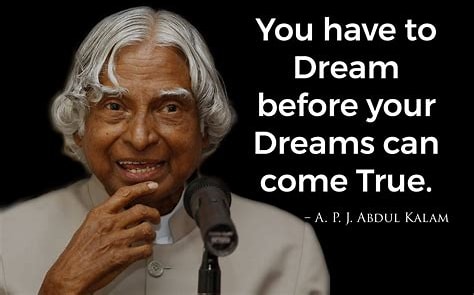 You have to
Dream
before your
Dreams can
come True.
– A. P. J. Abdul Kalam